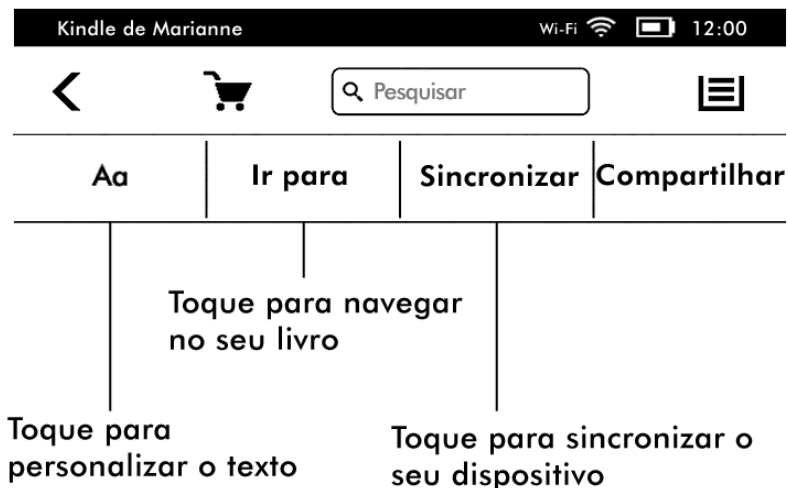 Kindle de Marianne Wi-Fi 12:00
Pesquisar
Aa Ir para Sincronizar Compartilhar
Toque para navegar
no seu livro
Toque para
personalizar o texto
Toque para sincronizar o
seu dispositivo